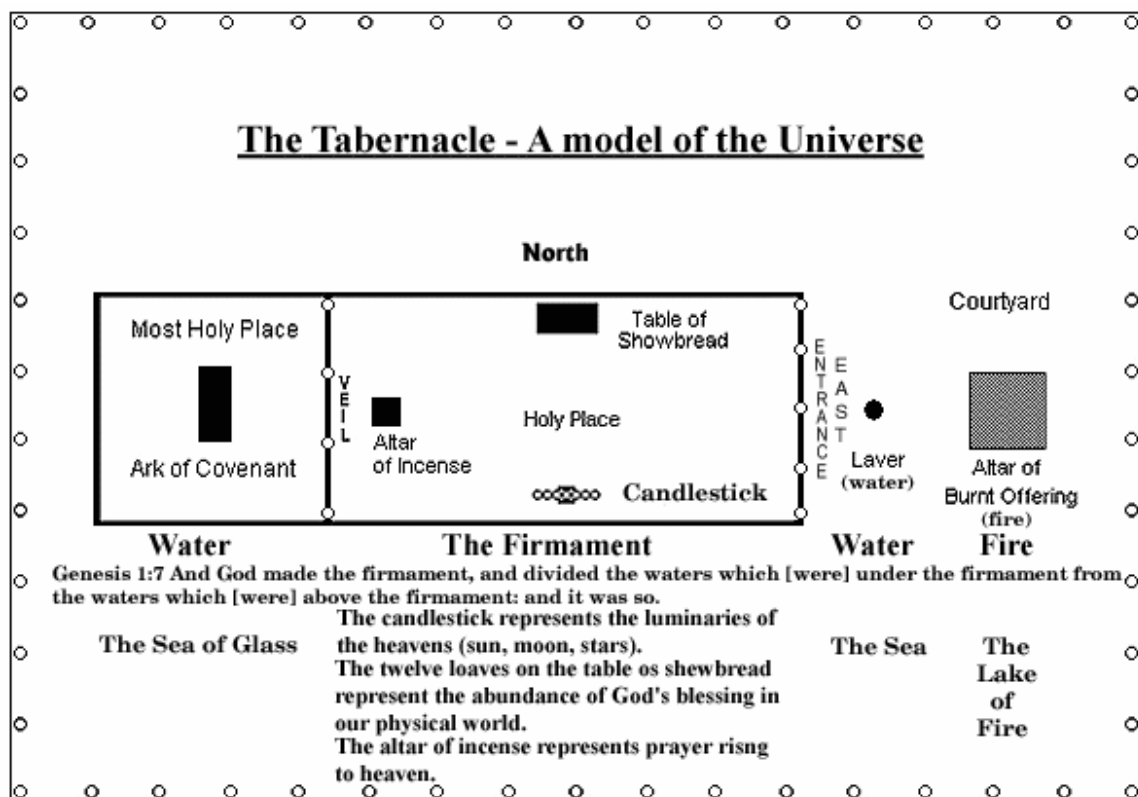 The Tabernacle - A model of the Universe
North
Courtyard
Most Holy Place
Table of
Showbread
VEIL
ENTRANCE
EAST
Holy Place
Altar
of Incense
Ark of Covenant
Candlestick
Laver
(water)
Altar of
Burnt Offering
(fire)
Water
The Firmament
Water
Fire
Genesis 1:7 And God made the firmament, and divided the waters which [were] under the firmament from
the waters which [were] above the firmament: and it was so.
The Sea of Glass
The candlestick represents the luminaries of
the heavens (sun, moon, stars).
The twelve loaves on the table os shewbread
represent the abundance of God's blessing in
our physical world.
The altar of incense represents prayer risng
to heaven.
The Sea
The
Lake
of
Fire